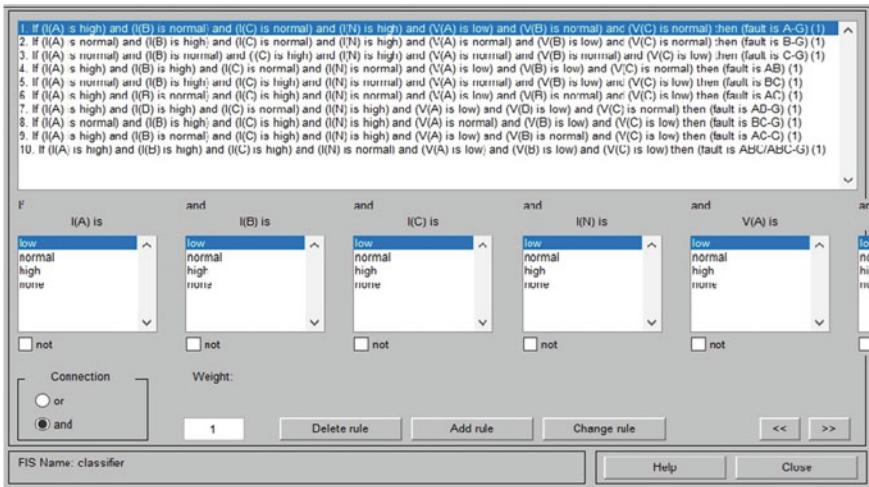 1. If (I(A) is high) and (I(B) is normal) and (I(C) is normal) and (I(N) is high) and (V(A) is low) and (V(B) is normal) and (V(C) is normal) then (fault is A-G) (1)
2. If (I(A) is normal) and (I(B) is high) and (I(C) is normal) and (I(N) is high) and (V(A) is normal) and (V(B) is low) and (V(C) is normal) then (fault is B-G) (1)
3. If (I(A) is normal) and (I(B) is normal) and (I(C) is high) and (I(N) is high) and (V(A) is normal) and (V(B) is normal) and (V(C) is low) then (fault is C-G) (1)
4. If (I(A) is high) and (I(B) is high) and (I(C) is normal) and (I(N) is normal) and (V(A) is low) and (V(B) is low) and (V(C) is normal) then (fault is AB) (1)
5. If (I(A) is normal) and (I(B) is high) and (I(C) is high) and (I(N) is normal) and (V(A) is normal) and (V(B) is low) and (V(C) is low) then (fault is BC) (1)
6. If (I(A) is high) and (I(B) is normal) and (I(C) is high) and (I(N) is normal) and (V(A) is low) and (V(B) is normal) and (V(C) is low) then (fault is AC) (1)
7. If (I(A) is high) and (I(B) is high) and (I(C) is normal) and (I(N) is high) and (V(A) is low) and (V(B) is low) and (V(C) is normal) then (fault is AB-G) (1)
8. If (I(A) is normal) and (I(B) is high) and (I(C) is high) and (I(N) is high) and (V(A) is normal) and (V(B) is low) and (V(C) is low) then (fault is BC-G) (1)
9. If (I(A) is high) and (I(B) is normal) and (I(C) is high) and (I(N) is high) and (V(A) is low) and (V(B) is normal) and (V(C) is low) then (fault is AC-G) (1)
10. If (I(A) is high) and (I(B) is high) and (I(C) is high) and (I(N) is normal) and (V(A) is low) and (V(B) is low) and (V(C) is low) then (fault is ABC/ABC-G) (1)
If and and and and
I(A) is I(B) is I(C) is I(N) is V(A) is
low low low low low
normal normal normal normal normal
high high high high high
none none none none none
not not not not not
Connection Weight:
or
and 1 Delete rule Add rule Change rule << >>
FIS Name: classifier Help Close